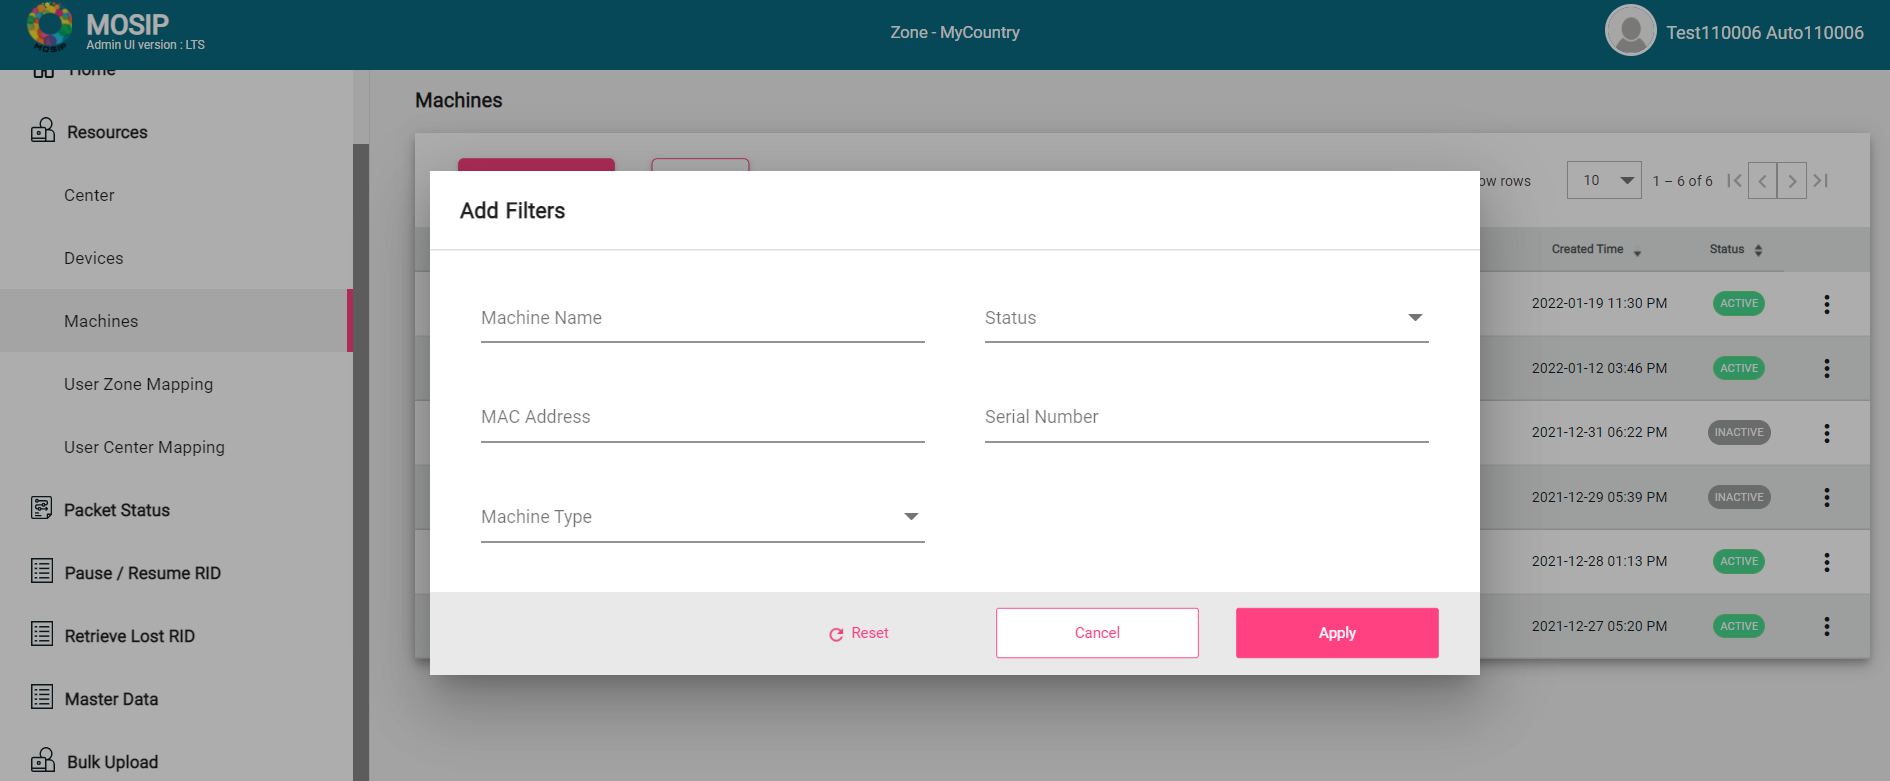 MOSIP
MOSIP
Admin UI version : LTS
Zone - MyCountry
Test110006 Auto110006
Home
Resources
Center
Devices
Machines
User Zone Mapping
User Center Mapping
Packet Status
Pause / Resume RID
Retrieve Lost RID
Master Data
Bulk Upload
Machines
ow rows
10
1 – 6 of 6
Created Time
Status
2022-01-19 11:30 PM
ACTIVE
2022-01-12 03:46 PM
ACTIVE
2021-12-31 06:22 PM
INACTIVE
2021-12-29 05:39 PM
INACTIVE
2021-12-28 01:13 PM
ACTIVE
2021-12-27 05:20 PM
ACTIVE
Add Filters
Machine Name
Status
MAC Address
Serial Number
Machine Type
Reset
Cancel
Apply